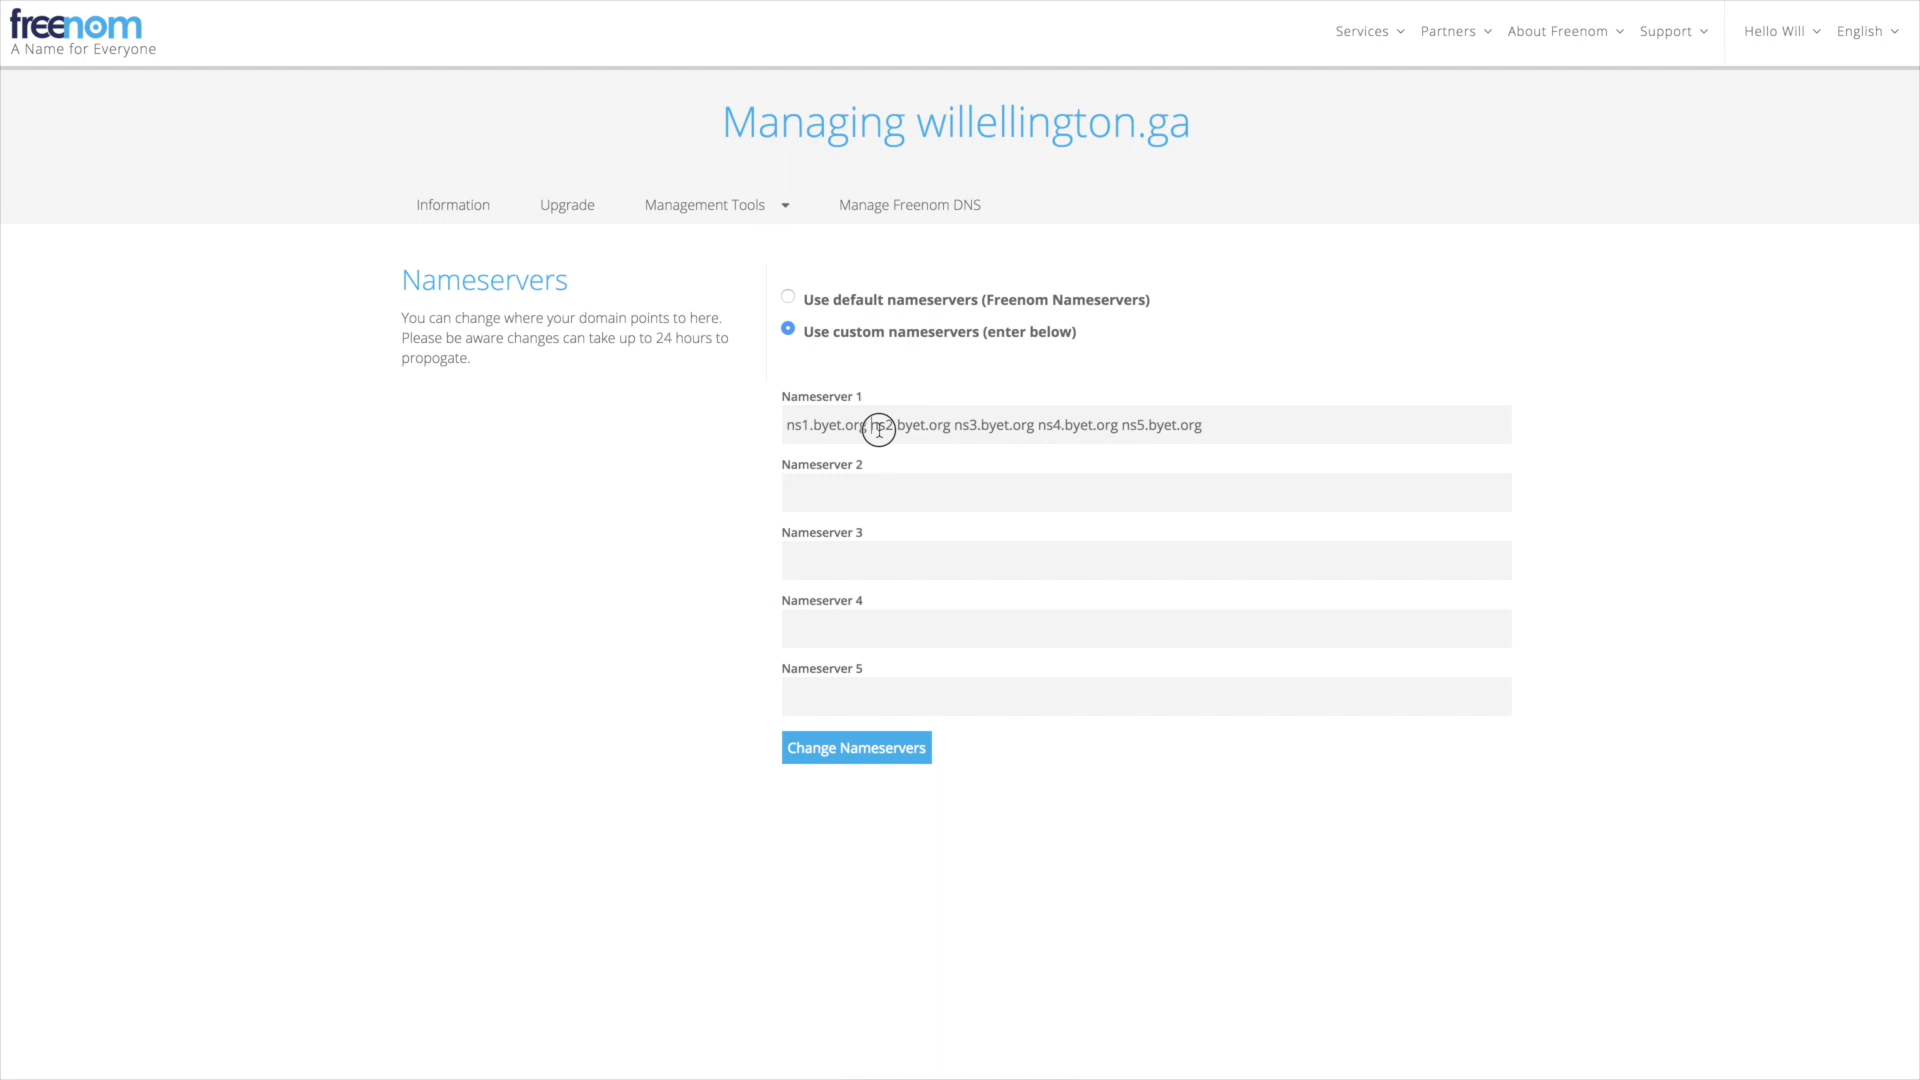 freenom
A Name for Everyone
Services
Partners
About Freenom
Support
Hello Will
English
Managing willellington.ga
Information
Upgrade
Management Tools
Manage Freenom DNS
Nameservers
You can change where your domain points to here.
Please be aware changes can take up to 24 hours to
propogate.
Use default nameservers (Freenom Nameservers)
Use custom nameservers (enter below)
Nameserver 1
ns1.byet.org ns2.byet.org ns3.byet.org ns4.byet.org ns5.byet.org
Nameserver 2
Nameserver 3
Nameserver 4
Nameserver 5
Change Nameservers